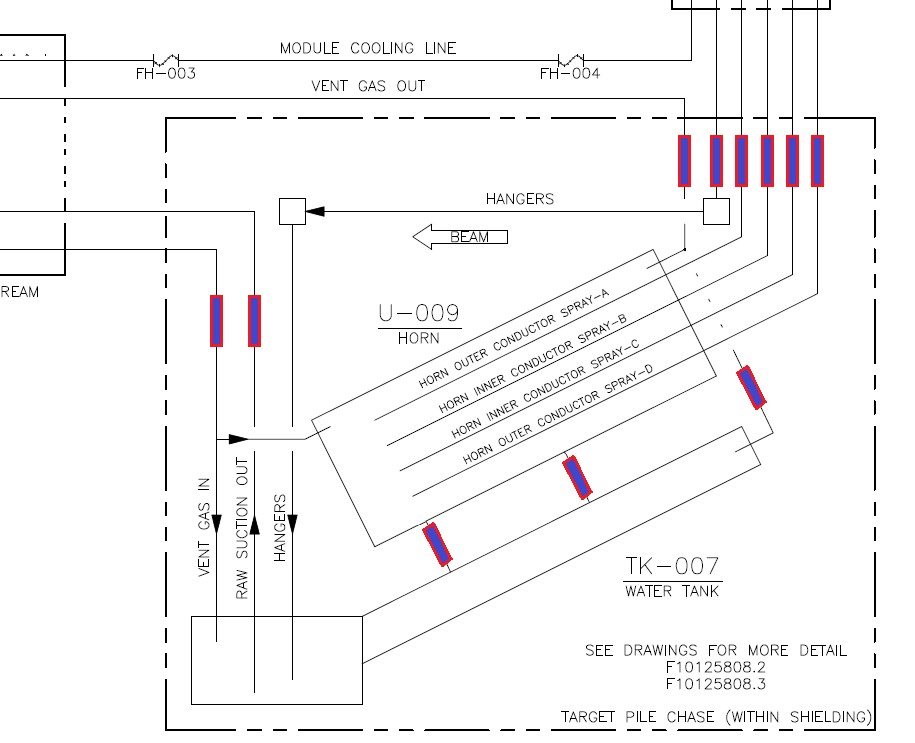 MODULE COOLING LINE
FH-003
FH-004
VENT GAS OUT
HANGERS
BEAM
REAM
U-009
HORN
HORN OUTER CONDUCTOR SPRAY-A
HORN INNER CONDUCTOR SPRAY-B
HORN INNER CONDUCTOR SPRAY-C
HORN OUTER CONDUCTOR SPRAY-D
VENT GAS IN
RAW SUCTION OUT
HANGERS
TK-007
WATER TANK
SEE DRAWINGS FOR MORE DETAIL
F10125808.2
F10125808.3
TARGET PILE CHASE (WITHIN SHIELDING)